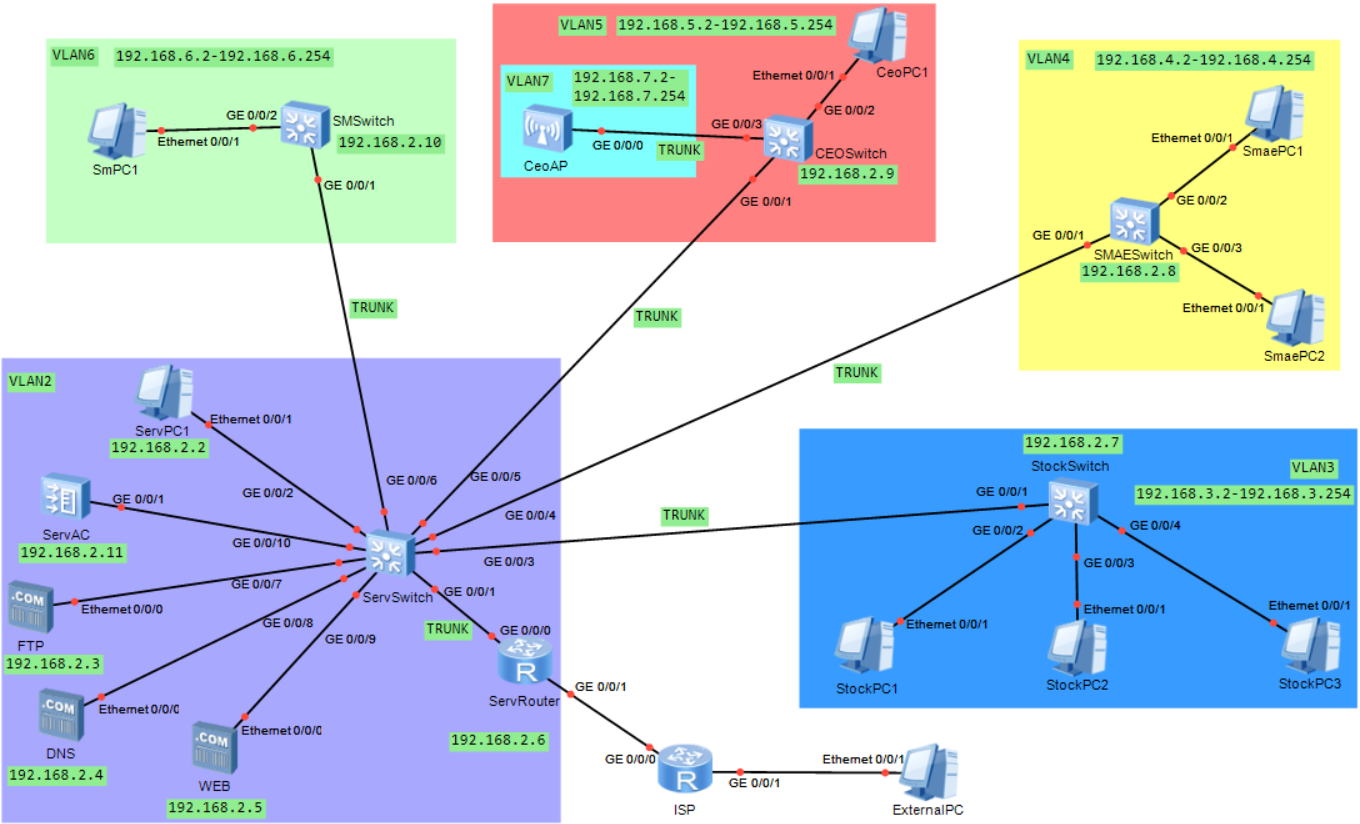 VLAN6
192.168.6.2-192.168.6.254
SmPC1
Ethernet 0/0/1
GE 0/0/2
SMSwitch
192.168.2.10
GE 0/0/1
TRUNK
VLAN5
192.168.5.2-192.168.5.254
VLAN7
192.168.7.2-
192.168.7.254
CeoAP
GE 0/0/0
TRUNK
GE 0/0/3
Ethernet 0/0/1
CeoPC1
GE 0/0/2
CEOSwitch
192.168.2.9
GE 0/0/1
TRUNK
VLAN4
192.168.4.2-192.168.4.254
Ethernet 0/0/1
SmaePC1
GE 0/0/2
GE 0/0/1
GE 0/0/3
SMAESwitch
192.168.2.8
Ethernet 0/0/1
SmaePC2
TRUNK
VLAN2
ServPC1
192.168.2.2
Ethernet 0/0/1
GE 0/0/2
GE 0/0/6
GE 0/0/5
GE 0/0/4
GE 0/0/3
ServAC
192.168.2.11
GE 0/0/1
GE 0/0/10
.COM
FTP
192.168.2.3
Ethernet 0/0/0
GE 0/0/7
ServSwitch
GE 0/0/1
.COM
DNS
192.168.2.4
Ethernet 0/0/0
GE 0/0/8
.COM
WEB
192.168.2.5
Ethernet 0/0/0
GE 0/0/9
TRUNK
GE 0/0/0
R
ServRouter
192.168.2.6
GE 0/0/1
GE 0/0/0
R
ISP
GE 0/0/1
Ethernet 0/0/1
ExternalPC
TRUNK
192.168.2.7
StockSwitch
VLAN3
192.168.3.2-192.168.3.254
GE 0/0/1
GE 0/0/2
GE 0/0/3
GE 0/0/4
Ethernet 0/0/1
StockPC1
Ethernet 0/0/1
StockPC2
Ethernet 0/0/1
StockPC3